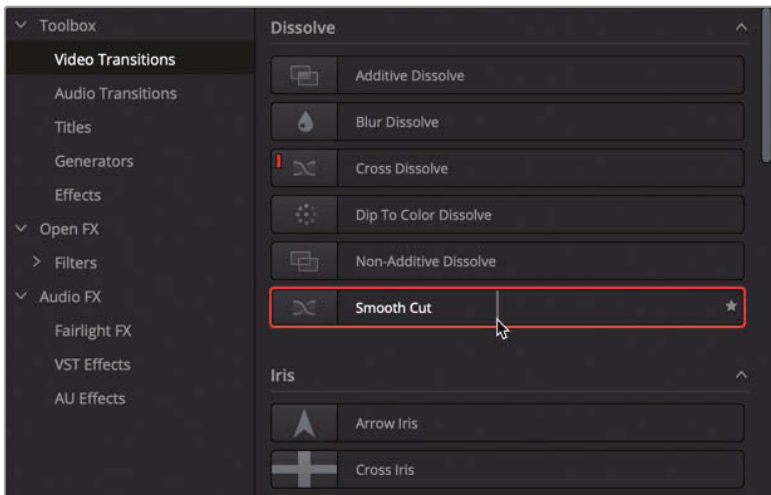 Toolbox
Video Transitions
Audio Transitions
Titles
Generators
Effects
Open FX
Filters
Audio FX
Fairlight FX
VST Effects
AU Effects
Dissolve
Additive Dissolve
Blur Dissolve
Cross Dissolve
Dip To Color Dissolve
Non-Additive Dissolve
Smooth Cut
Iris
Arrow Iris
Cross Iris